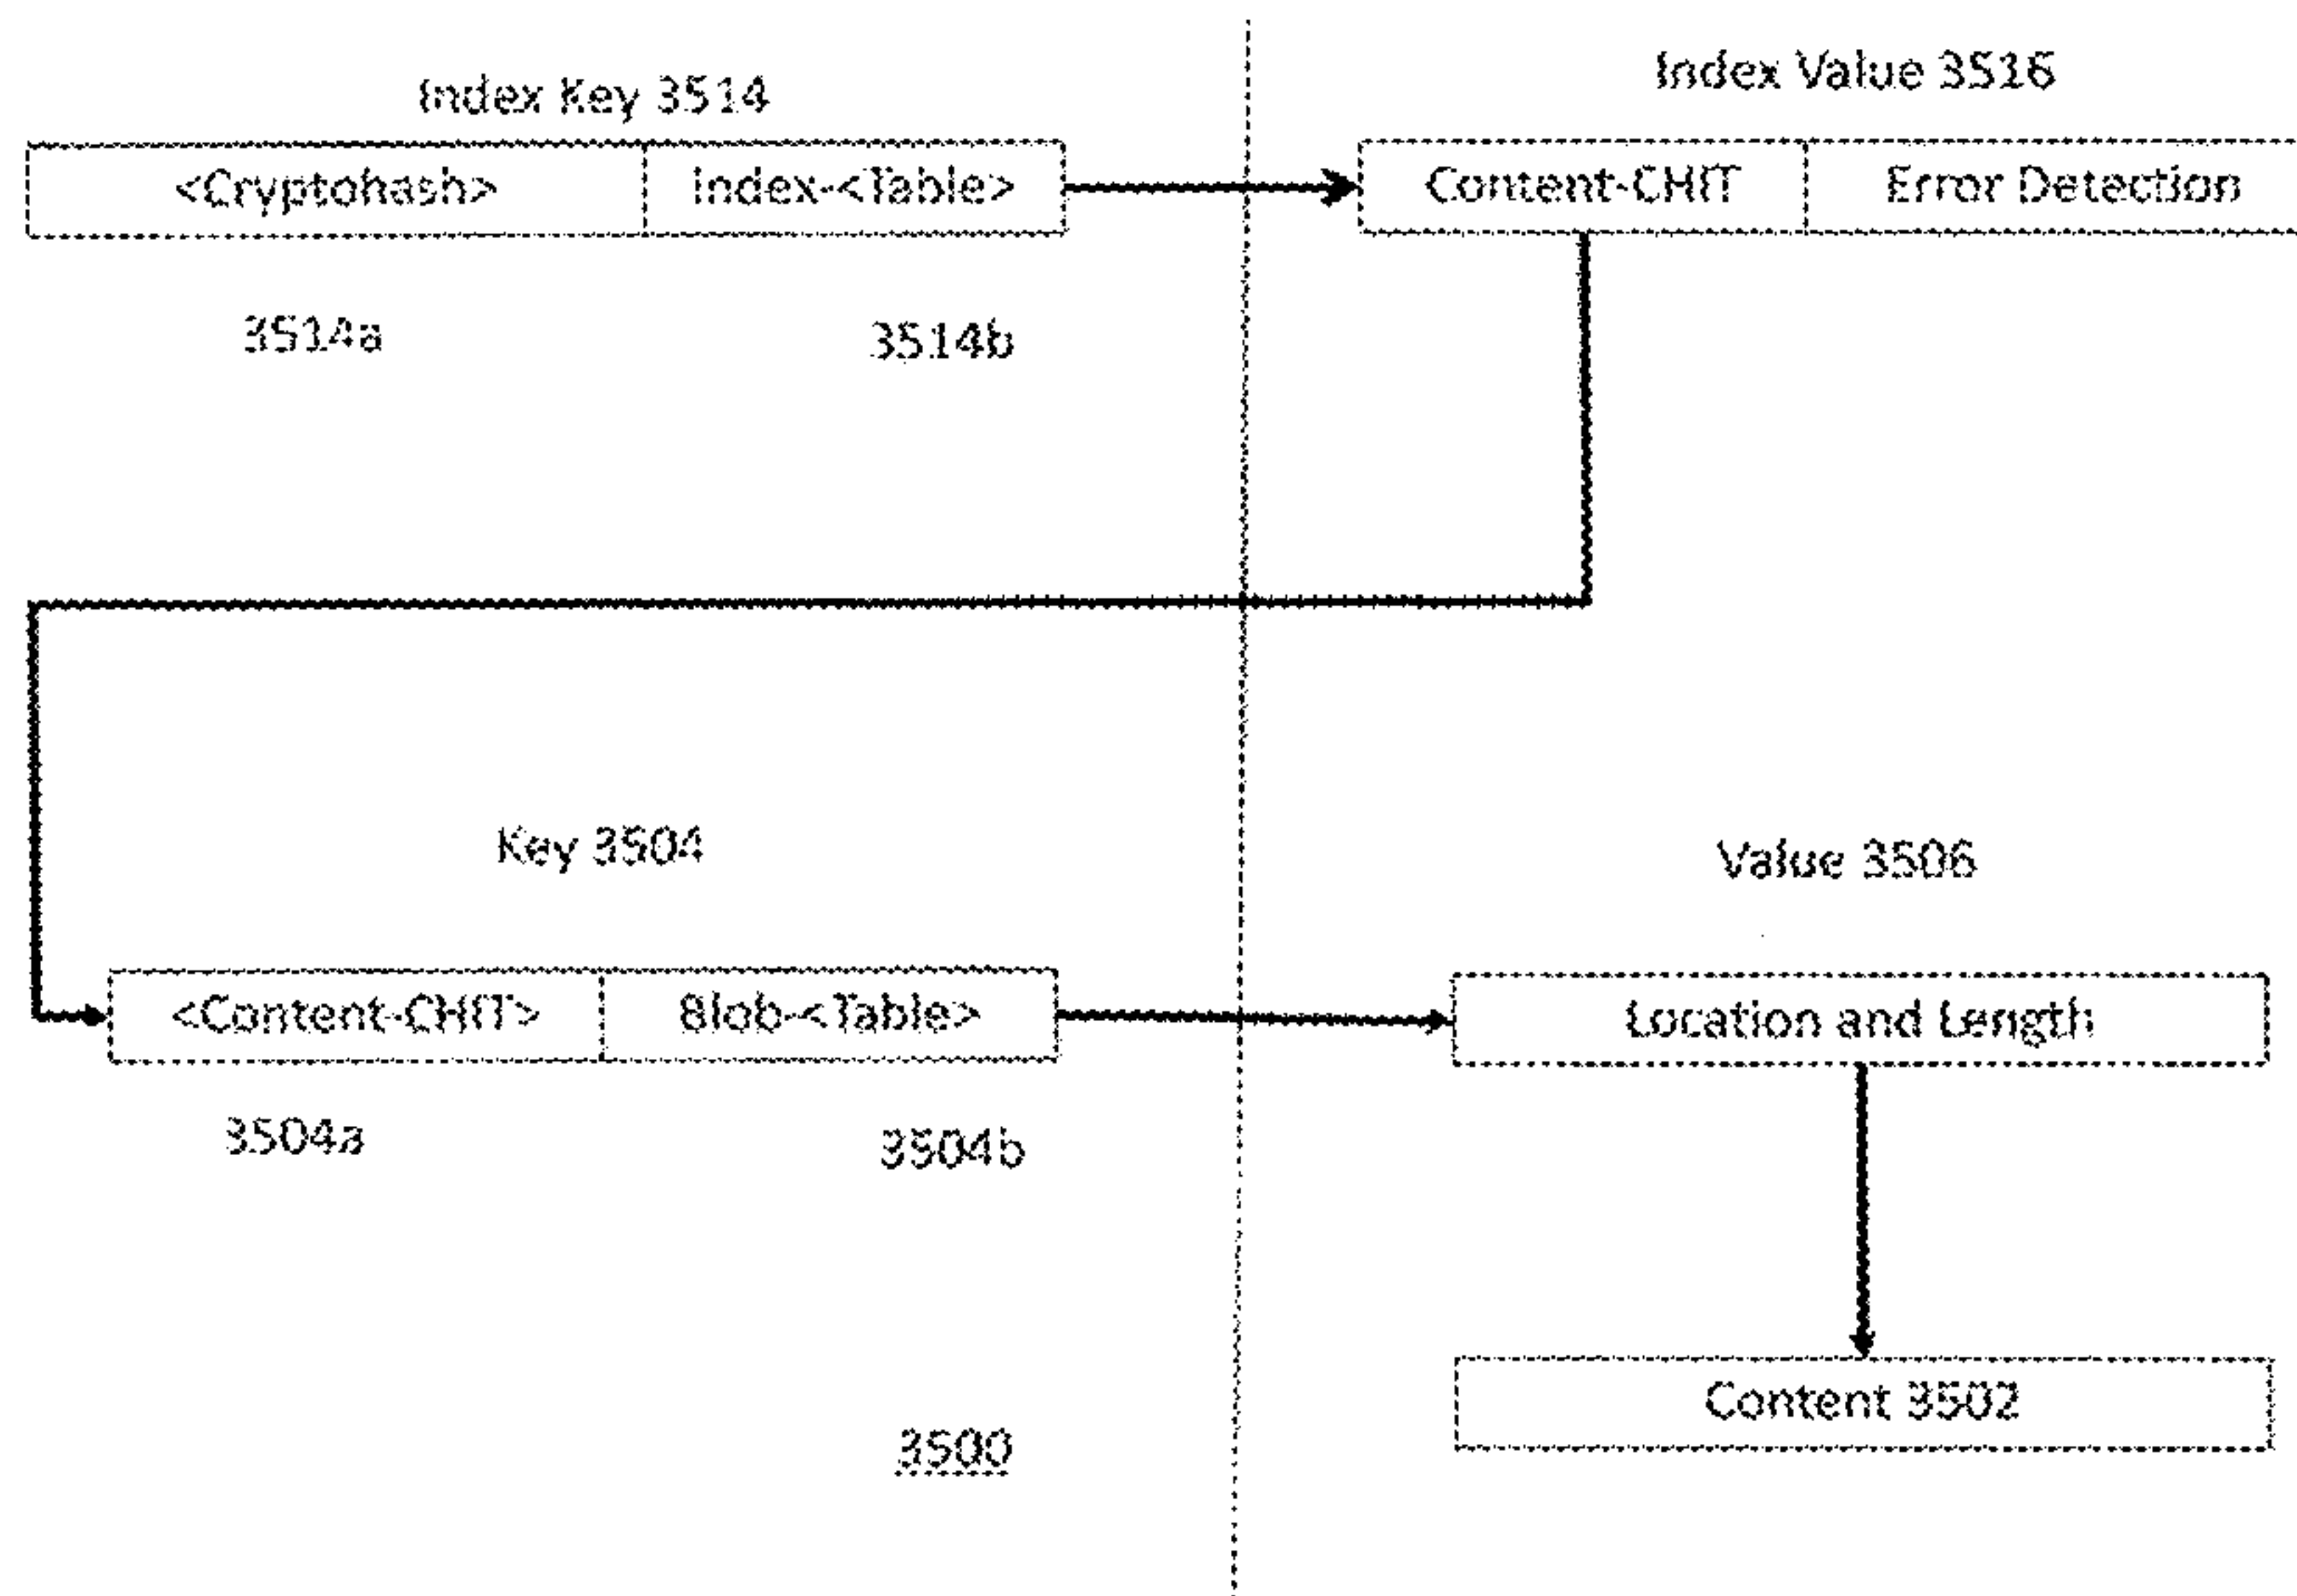 Index Key 3514
Index Value 3516
<Cryptohash> Index-<Table>
Content-CHIT Error Detection
3514a 3514b
Key 3504
Value 3506
<Content-CHIT> Blob-<Table>
Location and Length
3504a 3504b
Content 3502
3500